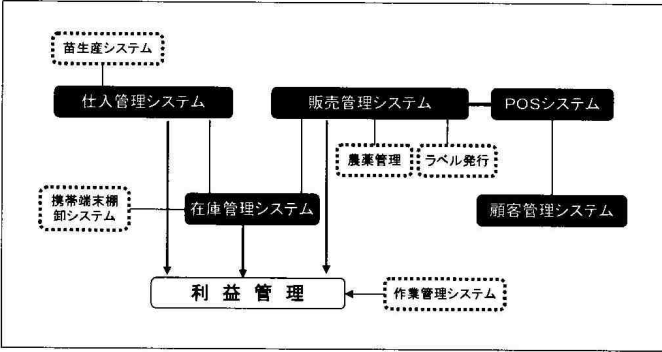 苗生産システム
仕入管理システム
販売管理システム
POSシステム
農薬管理
ラベル発行
携帯端末棚
卸システム
在庫管理システム
顧客管理システム
利益管理
作業管理システム